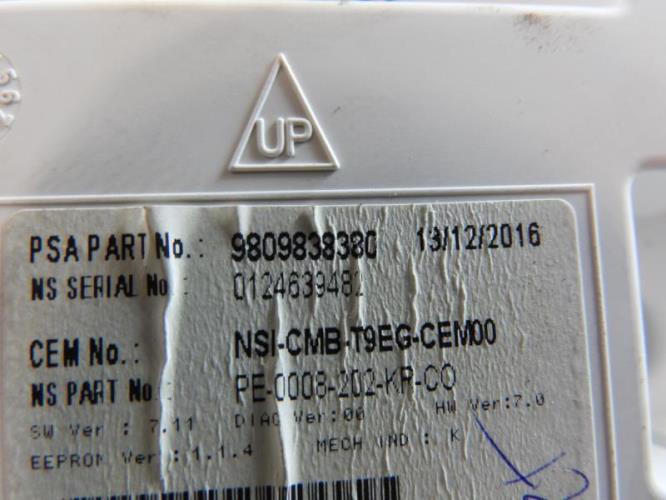 UP
PSA PART No.: 9809838380 13/12/2016
NS SERIAL No : 0124639482
CEM No.: NSI-CMB-T9EG-CEM00
NS PART No.: PE-0008-202-KR-CO
SW Ver : 7.11 DIAG Ver:00 HW Ver:7.0
EEPROM Ver : 1.1.4 MECH IND : K